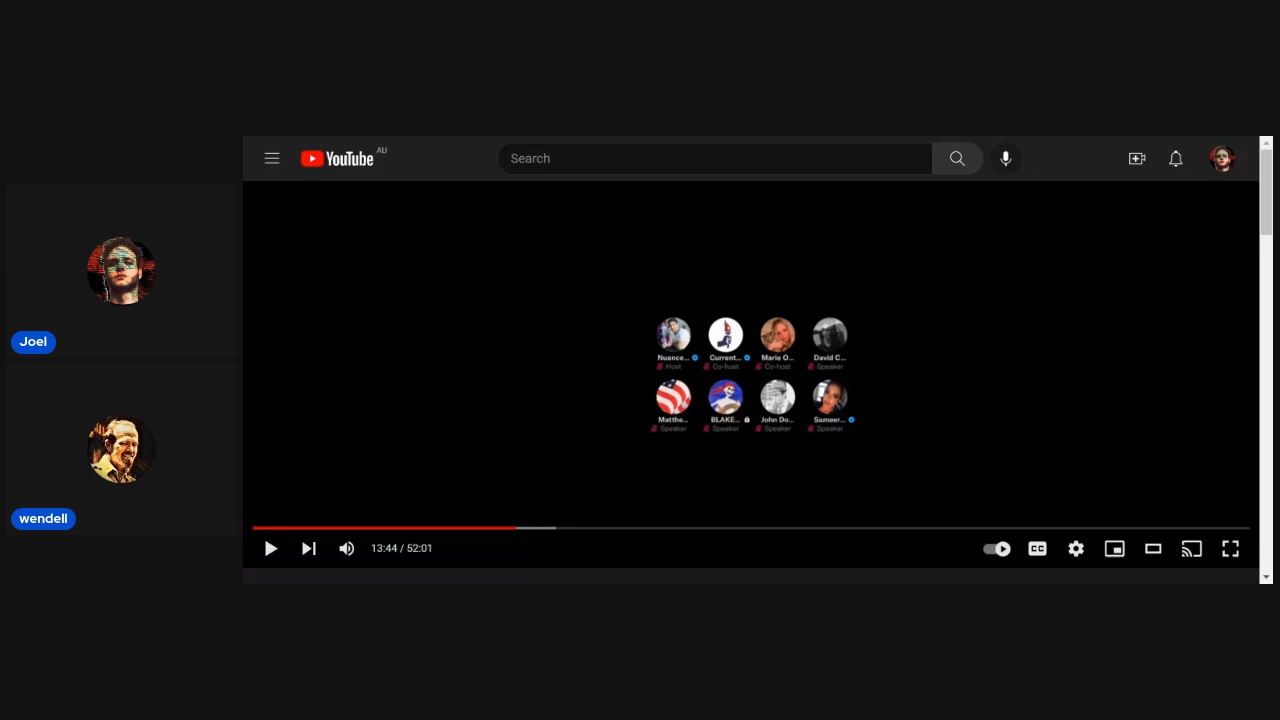 YouTube AU
Search
Joel
Nuance... Current... Marie O... David C...
Host Co-host Co-host Speaker
Matthe... BLAKE... John Do... Sameer...
Speaker Speaker Speaker Speaker
wendell
13:44 / 52:01
CC